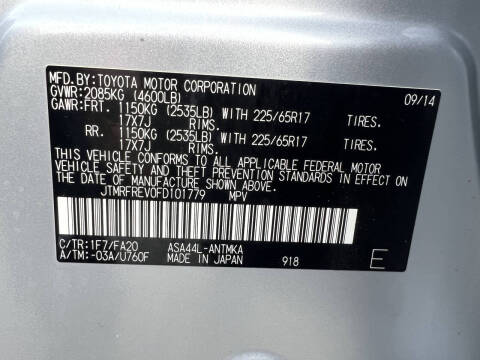 MFD.BY:TOYOTA MOTOR CORPORATION 09/14
GVWR:2085KG (4600LB)
GAWR:FRT. 1150KG (2535LB) WITH 225/65R17 TIRES.
17X7J RIMS.
RR. 1150KG (2535LB) WITH 225/65R17 TIRES.
17X7J RIMS.
THIS VEHICLE CONFORMS TO ALL APPLICABLE FEDERAL MOTOR
VEHICLE SAFETY AND THEFT PREVENTION STANDARDS IN EFFECT ON
THE DATE OF MANUFACTURE SHOWN ABOVE.
JTMRFREV0FD101779 MPV
C/TR:1F7/FA20 ASA44L-ANTMKA
A/TM:-03A/U760F MADE IN JAPAN 918 E